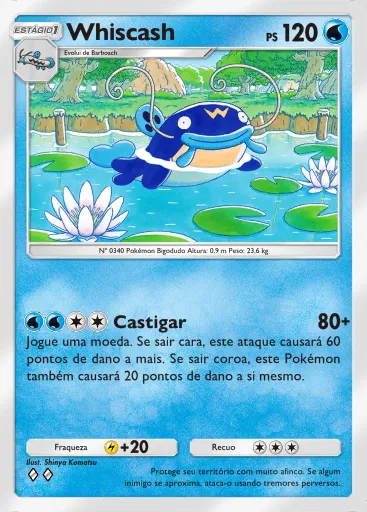 ESTÁGIO 1
Whiscash
PS 120
Evolui de Barboach
N° 0340 Pokémon Bigodudo Altura: 0,9 m Peso: 23,6 kg
Castigar 80+
Jogue uma moeda. Se sair cara, este ataque causará 60
pontos de dano a mais. Se sair coroa, este Pokémon
também causará 20 pontos de dano a si mesmo.
Fraqueza +20 Recuo
Ilust. Shinya Komatsu
Protege seu território com muito afinco. Se algum
inimigo se aproxima, ataca-o usando tremores perversos.